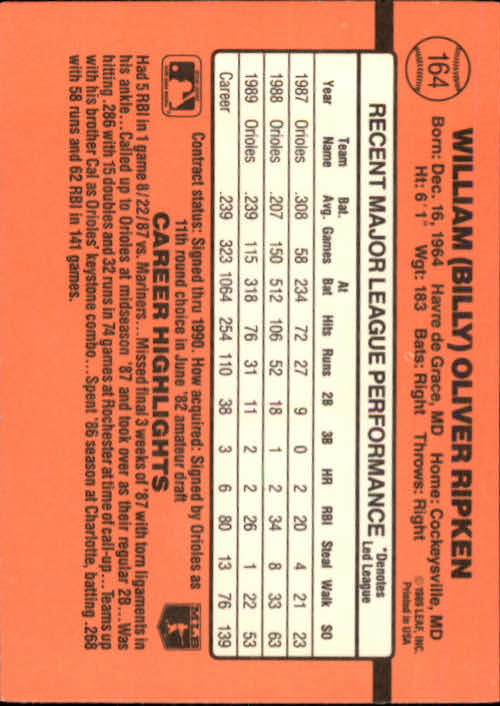 164
WILLIAM (BILLY) OLIVER RIPKEN
Born: Dec. 16, 1964 Havre de Grace, MD Home: Cockeysville, MD
Ht: 6'1" Wgt: 183 Bats: Right Throws: Right
©1989 LEAF, INC.
Printed in USA
RECENT MAJOR LEAGUE PERFORMANCE *Denotes Led League
Year Team Name Bat. Avg. Games At Bat Hits Runs 2B 3B HR RBI Steal Walk SO
1987 Orioles .308 58 234 72 27 9 0 2 20 4 21 23
1988 Orioles .207 150 512 106 52 18 1 2 34 8 33 63
1989 Orioles .239 115 318 76 31 11 2 2 26 1 22 53
Career .239 323 1064 254 110 38 3 6 80 13 76 139
Contract status: Signed thru 1990. How acquired: Signed by Orioles as
11th round choice in June '82 amateur draft
CAREER HIGHLIGHTS
MLB
Had 5 RBI in 1 game 8/22/87 vs. Mariners...Missed final 3 weeks of '87 with torn ligaments in
his ankle...Called up to Orioles at midseason '87 and took over as their regular 2B...Was
hitting .286 with 15 doubles and 32 runs in 74 games at Rochester at time of call-up...Teams up
with his brother Cal as Orioles' keystone combo...Spent '86 season at Charlotte, batting .268
with 58 runs and 62 RBI in 141 games.